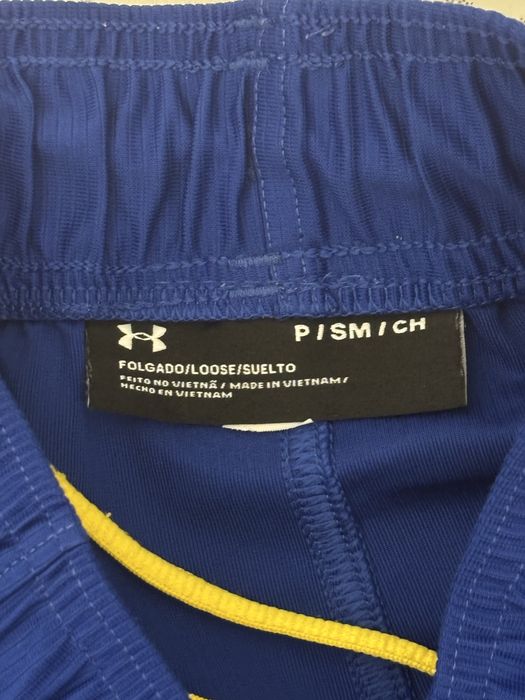 P / SM / CH
FOLGADO/LOOSE/SUELTO
FEITO NO VIETNÃ / MADE IN VIETNAM/
HECHO EN VIETNAM